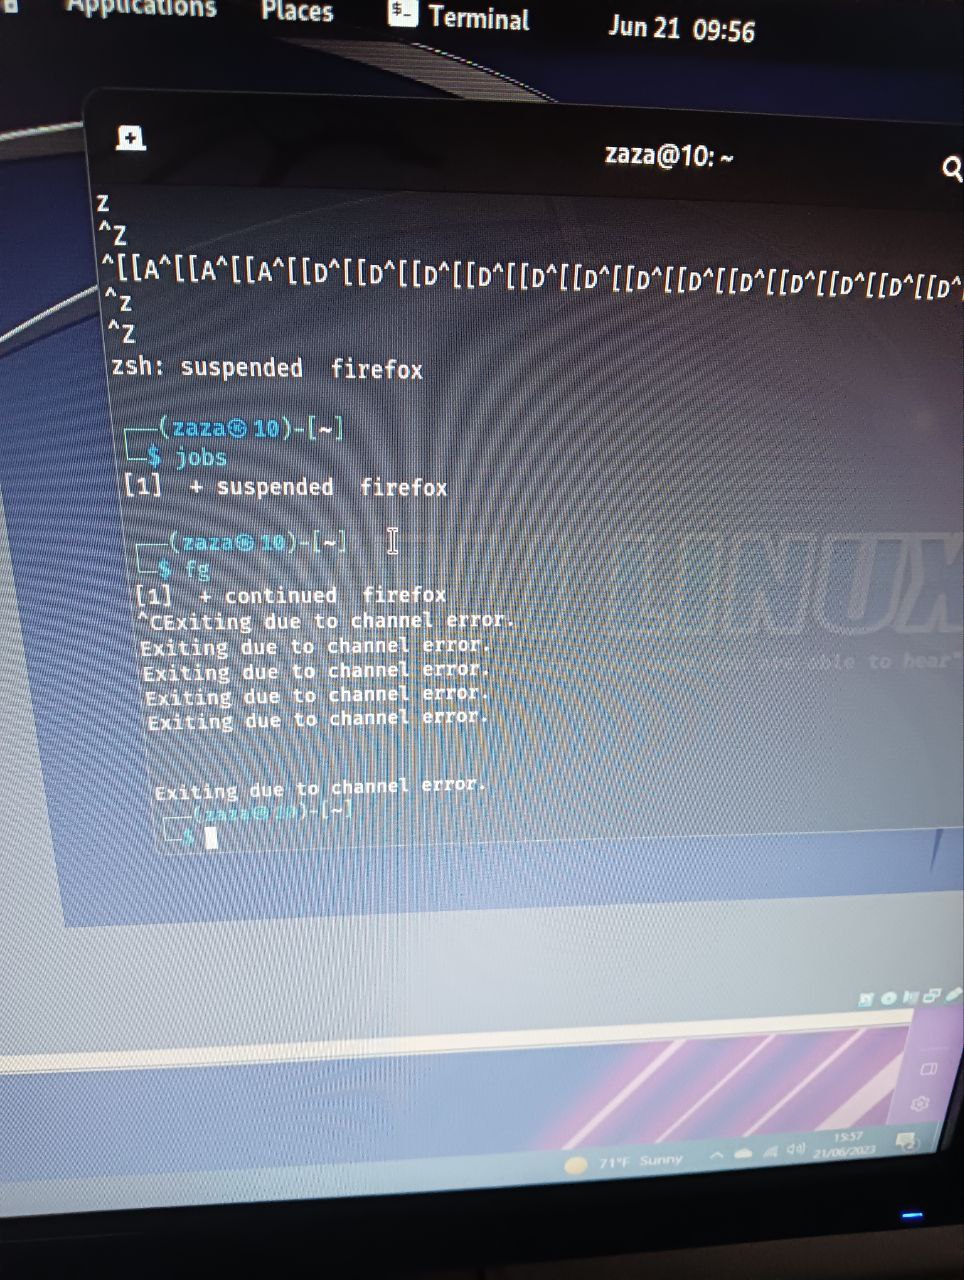 Applications Places $_ Terminal Jun 21 09:56
zaza@10: ~
z
^Z
^[[A^[[A^[[A^[[D^[[D^[[D^[[D^[[D^[[D^[[D^[[D^[[D^[[D^[[D^[[D^[[D^
^z
^Z
zsh: suspended firefox
(zaza㉿10)-[~]
$ jobs
[1] + suspended firefox
(zaza㉿10)-[~]
$ fg
[1] + continued firefox
^CExiting due to channel error.
Exiting due to channel error.
Exiting due to channel error.
Exiting due to channel error.
Exiting due to channel error.
Exiting due to channel error.
(zaza㉿10)-[~]
$
LINUX
able to hear"
71°F Sunny
15:57
21/06/2023